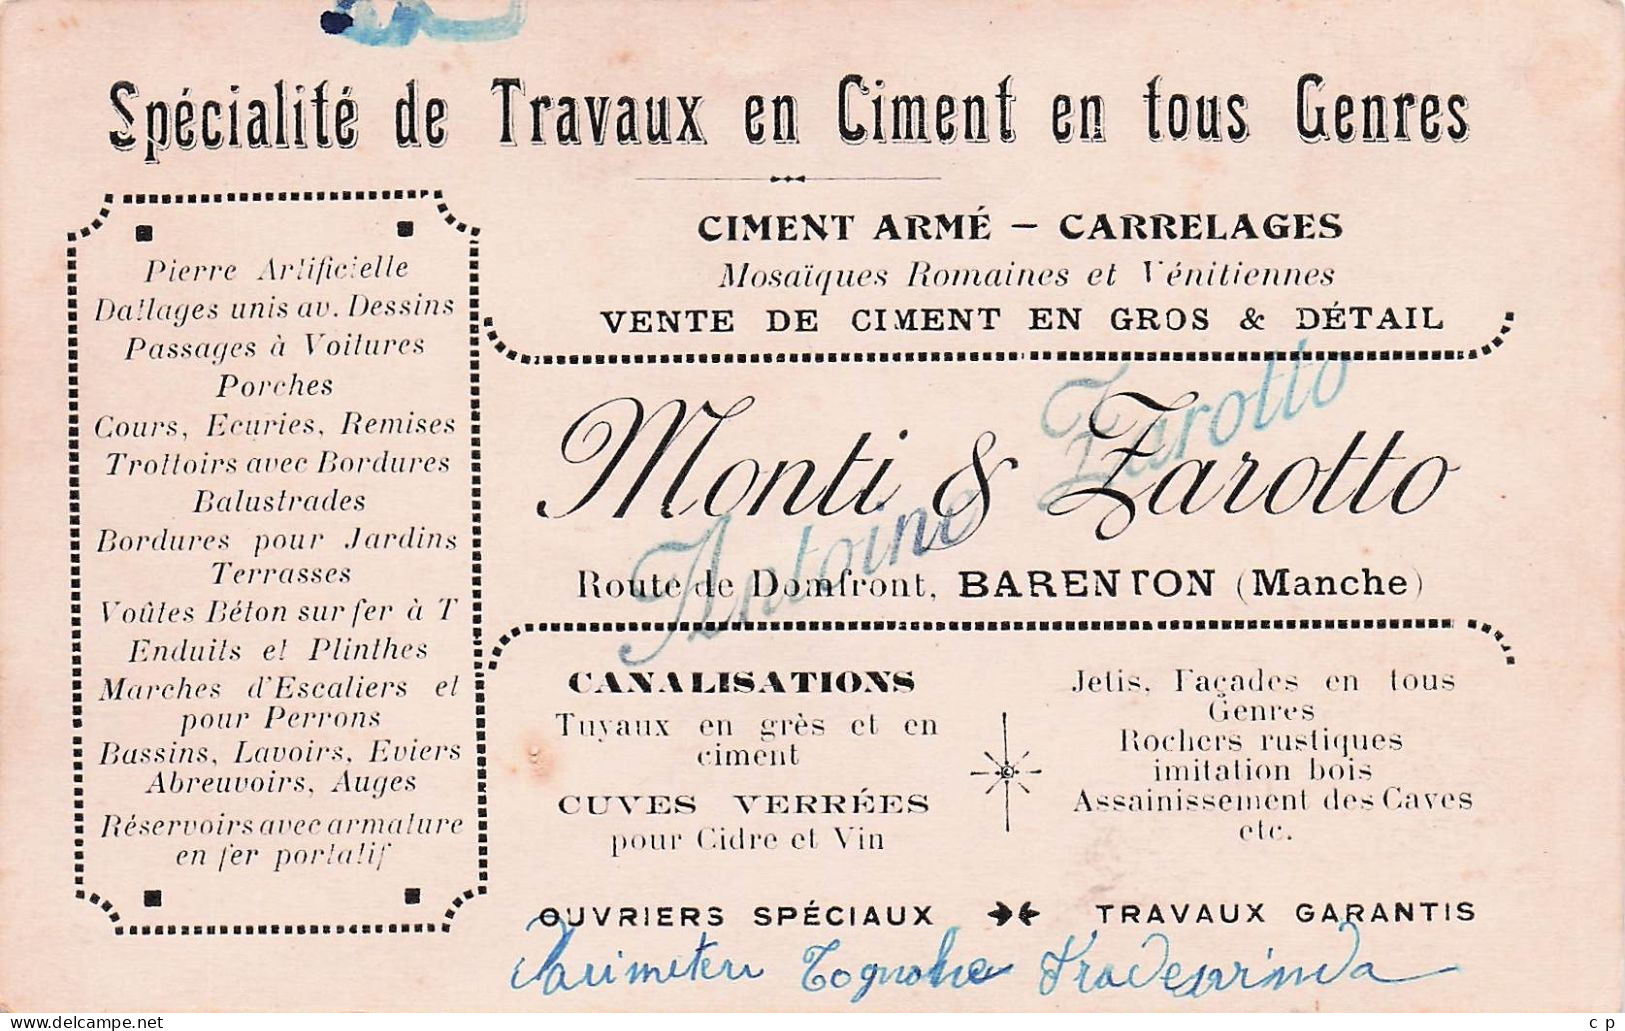 Spécialité de Travaux en Ciment en tous Genres
Pierre Artificielle
Dallages unis av. Dessins
Passages à Voitures
Porches
Cours, Ecuries, Remises
Trottoirs avec Bordures
Balustrades
Bordures pour Jardins
Terrasses
Voûtes Béton sur fer à T
Enduits et Plinthes
Marches d'Escaliers et
pour Perrons
Bassins, Lavoirs, Eviers
Abreuvoirs, Auges
Réservoirs avec armature
en fer portatif
CIMENT ARMÉ — CARRELAGES
Mosaïques Romaines et Vénitiennes
VENTE DE CIMENT EN GROS & DÉTAIL
Monti & Zarotto
Antoine Zarotto
Route de Domfront, BARENTON (Manche)
CANALISATIONS
Tuyaux en grès et en
ciment
CUVES VERRÉES
pour Cidre et Vin
Jetis, Façades en tous
Genres
Rochers rustiques
imitation bois
Assainissement des Caves
etc.
OUVRIERS SPÉCIAUX TRAVAUX GARANTIS
www.delcampe.net
c p